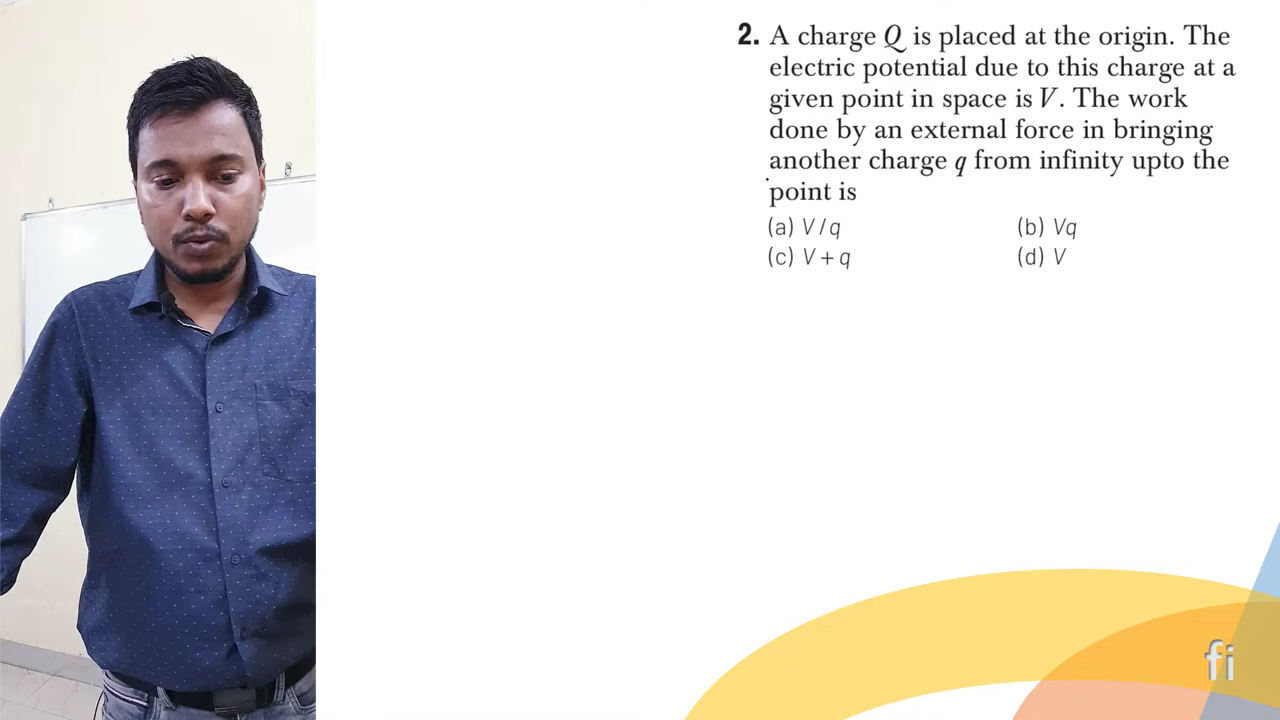 2. A charge Q is placed at the origin. The
electric potential due to this charge at a
given point in space is V. The work
done by an external force in bringing
another charge q from infinity upto the
point is
(a) V/q (b) Vq
(c) V+q (d) V
fi